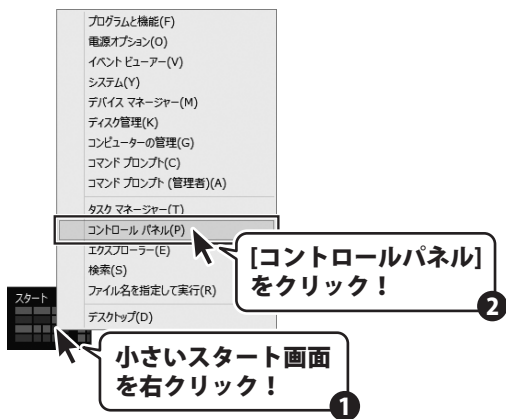 プログラムと機能(F)
電源オプション(O)
イベント ビューアー(V)
システム(Y)
デバイス マネージャー(M)
ディスク管理(K)
コンピューターの管理(G)
コマンド プロンプト(C)
コマンド プロンプト (管理者)(A)
タスク マネージャー(T)
コントロール パネル(P)
エクスプローラー(E)
検索(S)
ファイル名を指定して実行(R)
デスクトップ(D)
[コントロールパネル]
をクリック！
2
スタート
小さいスタート画面
を右クリック！
1